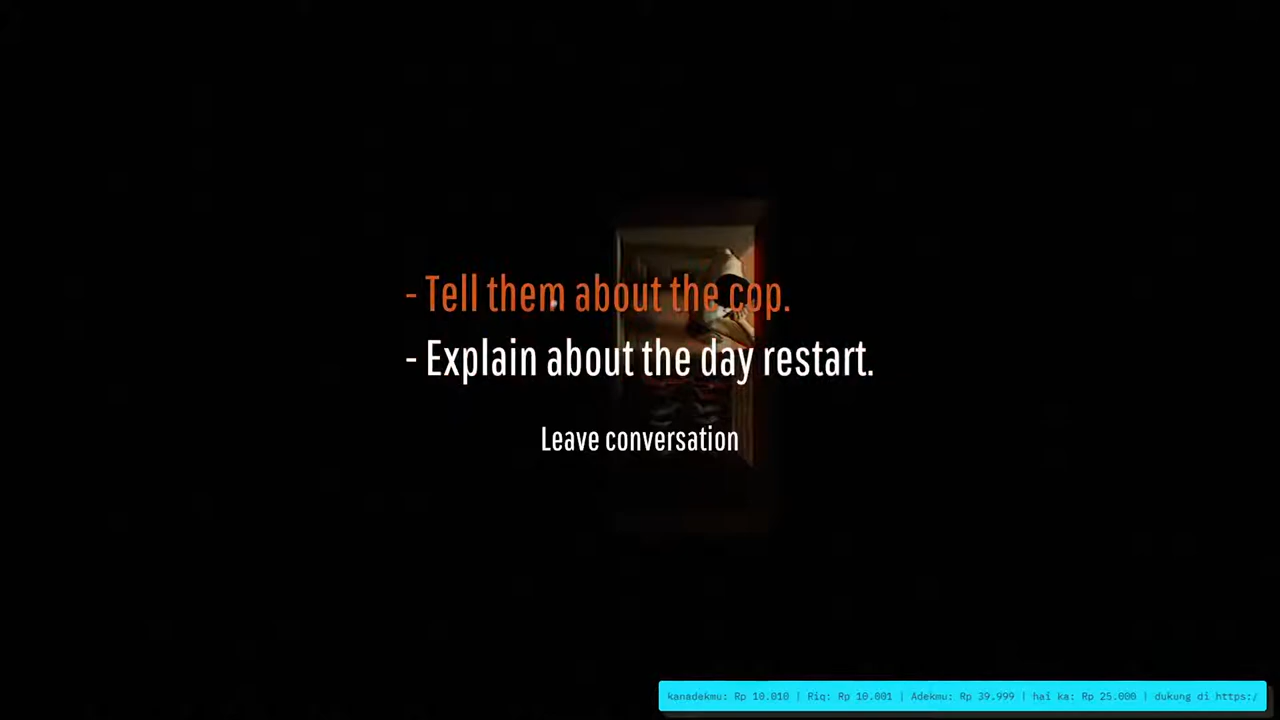 - Tell them about the cop.
- Explain about the day restart.
Leave conversation
kanadekmu: Rp 10.010 | Riq: Rp 10.001 | Adekmu: Rp 39.999 | hai ka: Rp 25.000 | dukung di https:/